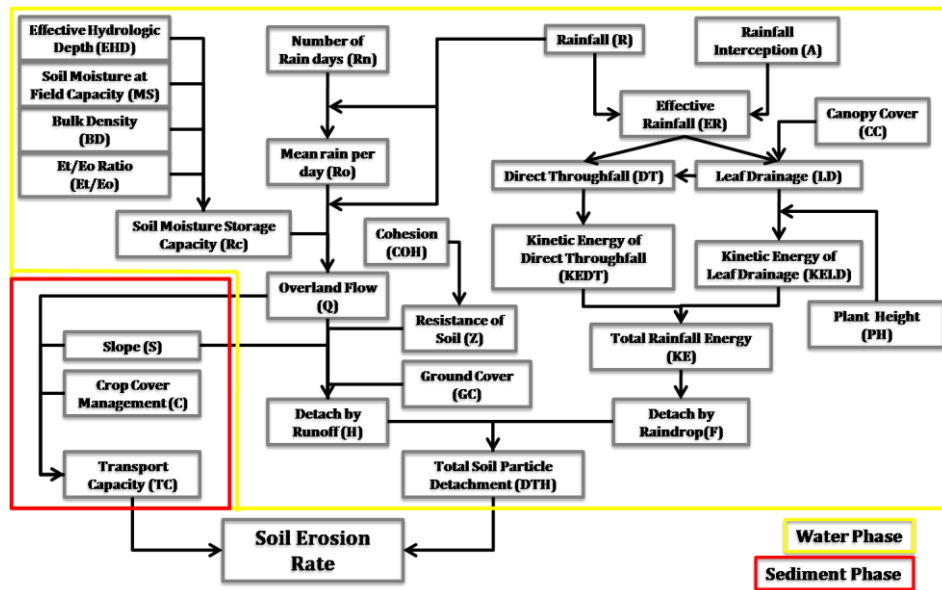 Effective Hydrologic
Depth (EHD)
Soil Moisture at
Field Capacity (MS)
Bulk Density
(BD)
Et/Eo Ratio
(Et/Eo)
Number of
Rain days (Rn)
Rainfall (R)
Rainfall
Interception (A)
Effective
Rainfall (ER)
Canopy Cover
(CC)
Mean rain per
day (Ro)
Direct Throughfall (DT)
Leaf Drainage (LD)
Soil Moisture Storage
Capacity (Rc)
Cohesion
(COH)
Kinetic Energy of
Direct Throughfall
(KEDT)
Kinetic Energy of
Leaf Drainage (KELD)
Overland Flow
(Q)
Resistance of
Soil (Z)
Plant Height
(PH)
Slope (S)
Total Rainfall Energy
(KE)
Crop Cover
Management (C)
Ground Cover
(GC)
Detach by
Runoff (H)
Detach by
Raindrop(F)
Transport
Capacity (TC)
Total Soil Particle
Detachment (DTH)
Soil Erosion
Rate
Water Phase
Sediment Phase